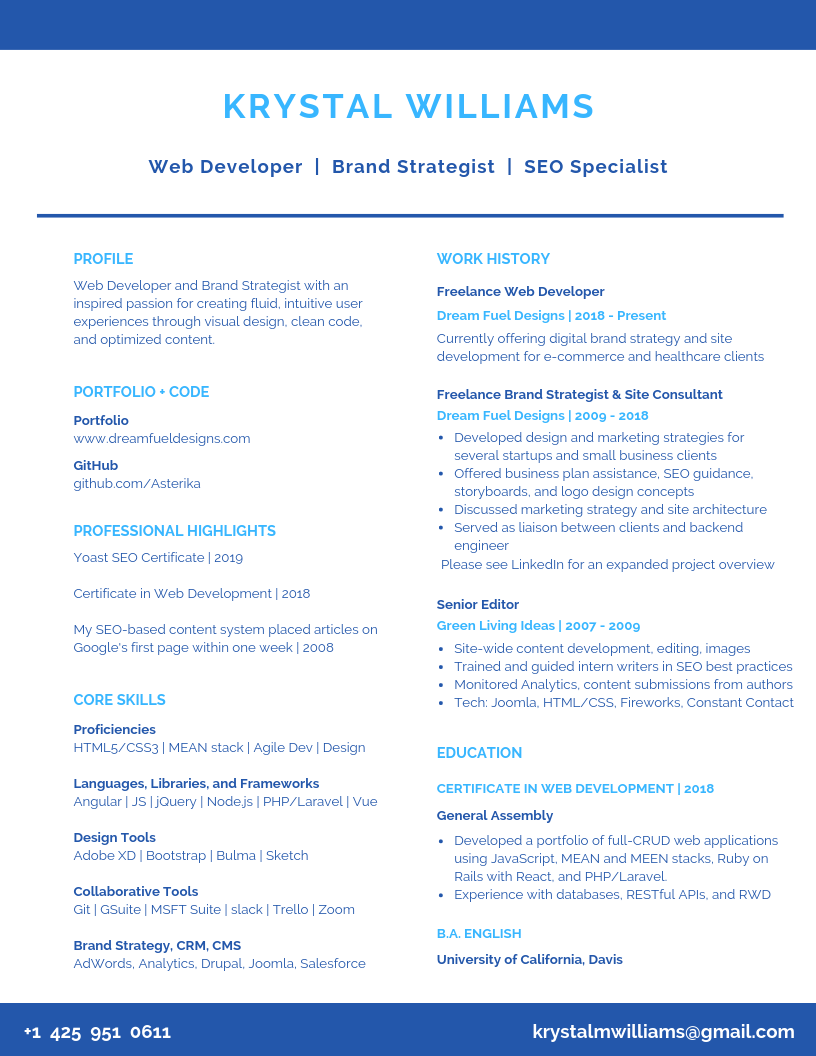 KRYSTAL WILLIAMS
Web Developer | Brand Strategist | SEO Specialist
PROFILE
Web Developer and Brand Strategist with an
inspired passion for creating fluid, intuitive user
experiences through visual design, clean code,
and optimized content.
PORTFOLIO + CODE
Portfolio
www.dreamfueldesigns.com
GitHub
github.com/Asterika
PROFESSIONAL HIGHLIGHTS
Yoast SEO Certificate | 2019
Certificate in Web Development | 2018
My SEO-based content system placed articles on
Google's first page within one week | 2008
CORE SKILLS
Proficiencies
HTML5/CSS3 | MEAN stack | Agile Dev | Design
Languages, Libraries, and Frameworks
Angular | JS | jQuery | Node.js | PHP/Laravel | Vue
Design Tools
Adobe XD | Bootstrap | Bulma | Sketch
Collaborative Tools
Git | GSuite | MSFT Suite | slack | Trello | Zoom
Brand Strategy, CRM, CMS
AdWords, Analytics, Drupal, Joomla, Salesforce
WORK HISTORY
Freelance Web Developer
Dream Fuel Designs | 2018 - Present
Currently offering digital brand strategy and site
development for e-commerce and healthcare clients
Freelance Brand Strategist & Site Consultant
Dream Fuel Designs | 2009 - 2018
• Developed design and marketing strategies for
several startups and small business clients
• Offered business plan assistance, SEO guidance,
storyboards, and logo design concepts
• Discussed marketing strategy and site architecture
• Served as liaison between clients and backend
engineer
Please see LinkedIn for an expanded project overview
Senior Editor
Green Living Ideas | 2007 - 2009
• Site-wide content development, editing, images
• Trained and guided intern writers in SEO best practices
• Monitored Analytics, content submissions from authors
• Tech: Joomla, HTML/CSS, Fireworks, Constant Contact
EDUCATION
CERTIFICATE IN WEB DEVELOPMENT | 2018
General Assembly
• Developed a portfolio of full-CRUD web applications
using JavaScript, MEAN and MEEN stacks, Ruby on
Rails with React, and PHP/Laravel.
• Experience with databases, RESTful APIs, and RWD
B.A. ENGLISH
University of California, Davis
+1 425 951 0611
krystalmwilliams@gmail.com